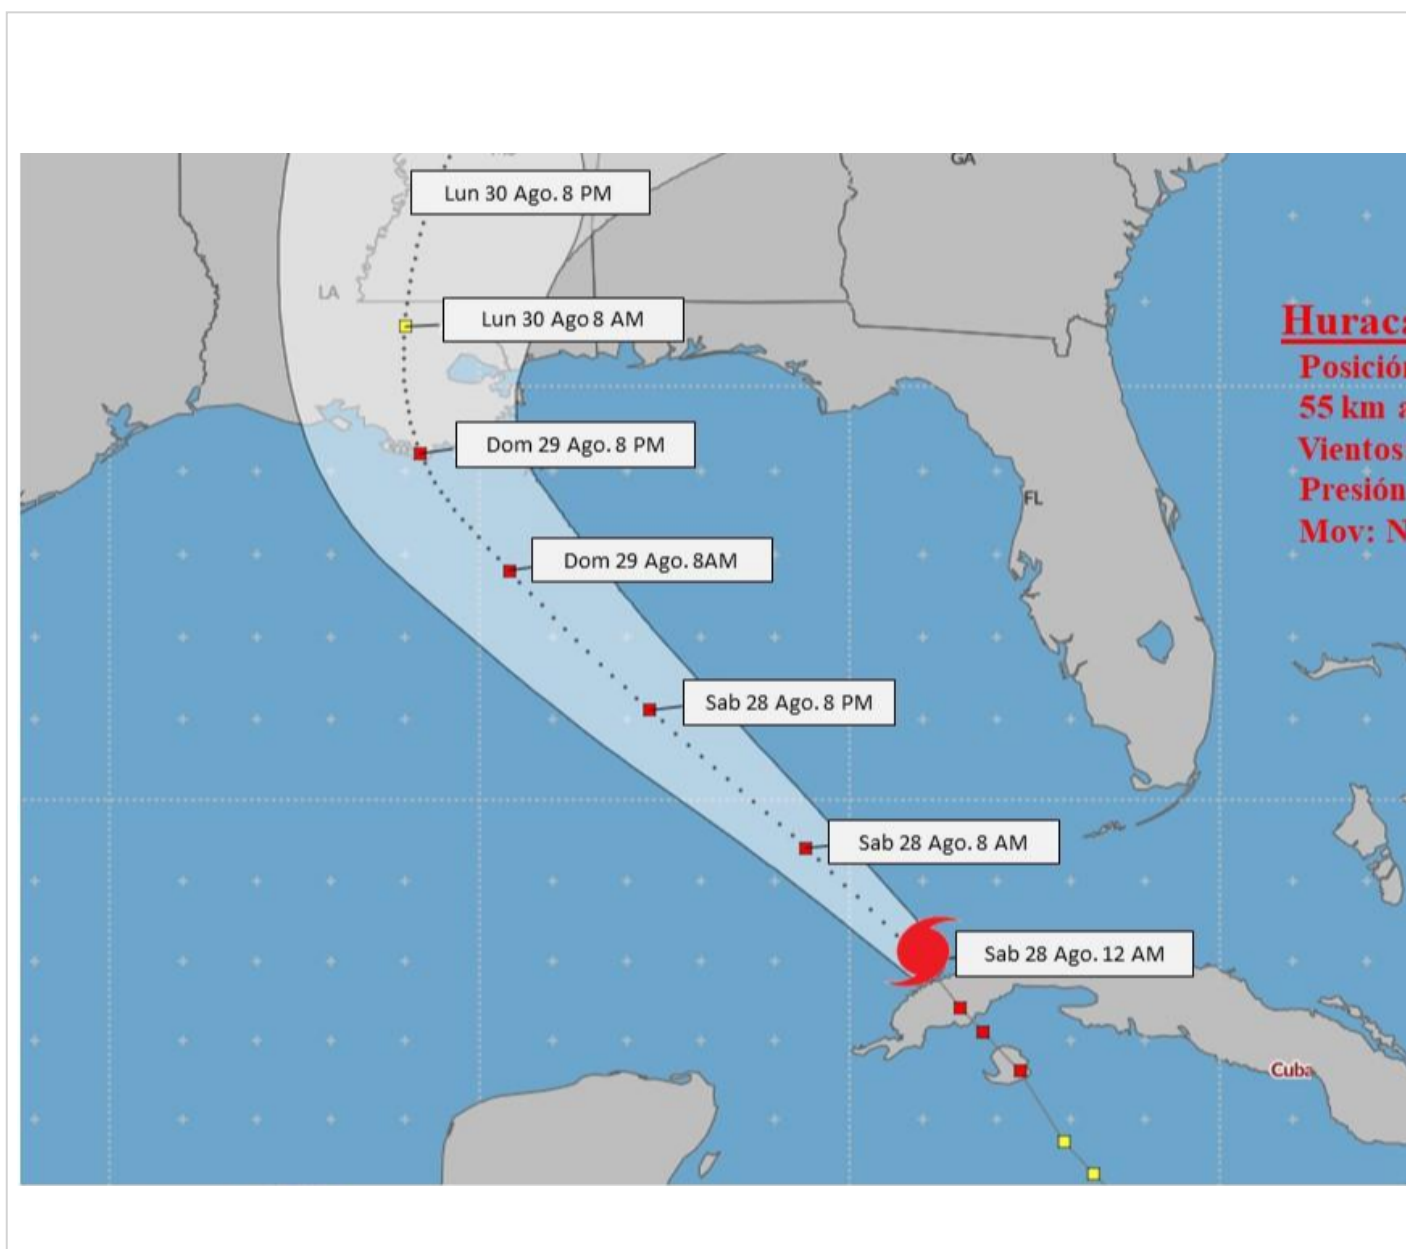 GA
Lun 30 Ago. 8 PM
LA
Lun 30 Ago 8 AM
Huraca
Posición
55 km a
Vientos
Presión
Mov: N
Dom 29 Ago. 8 PM
FL
Dom 29 Ago. 8AM
Sab 28 Ago. 8 PM
Sab 28 Ago. 8 AM
Sab 28 Ago. 12 AM
Cuba